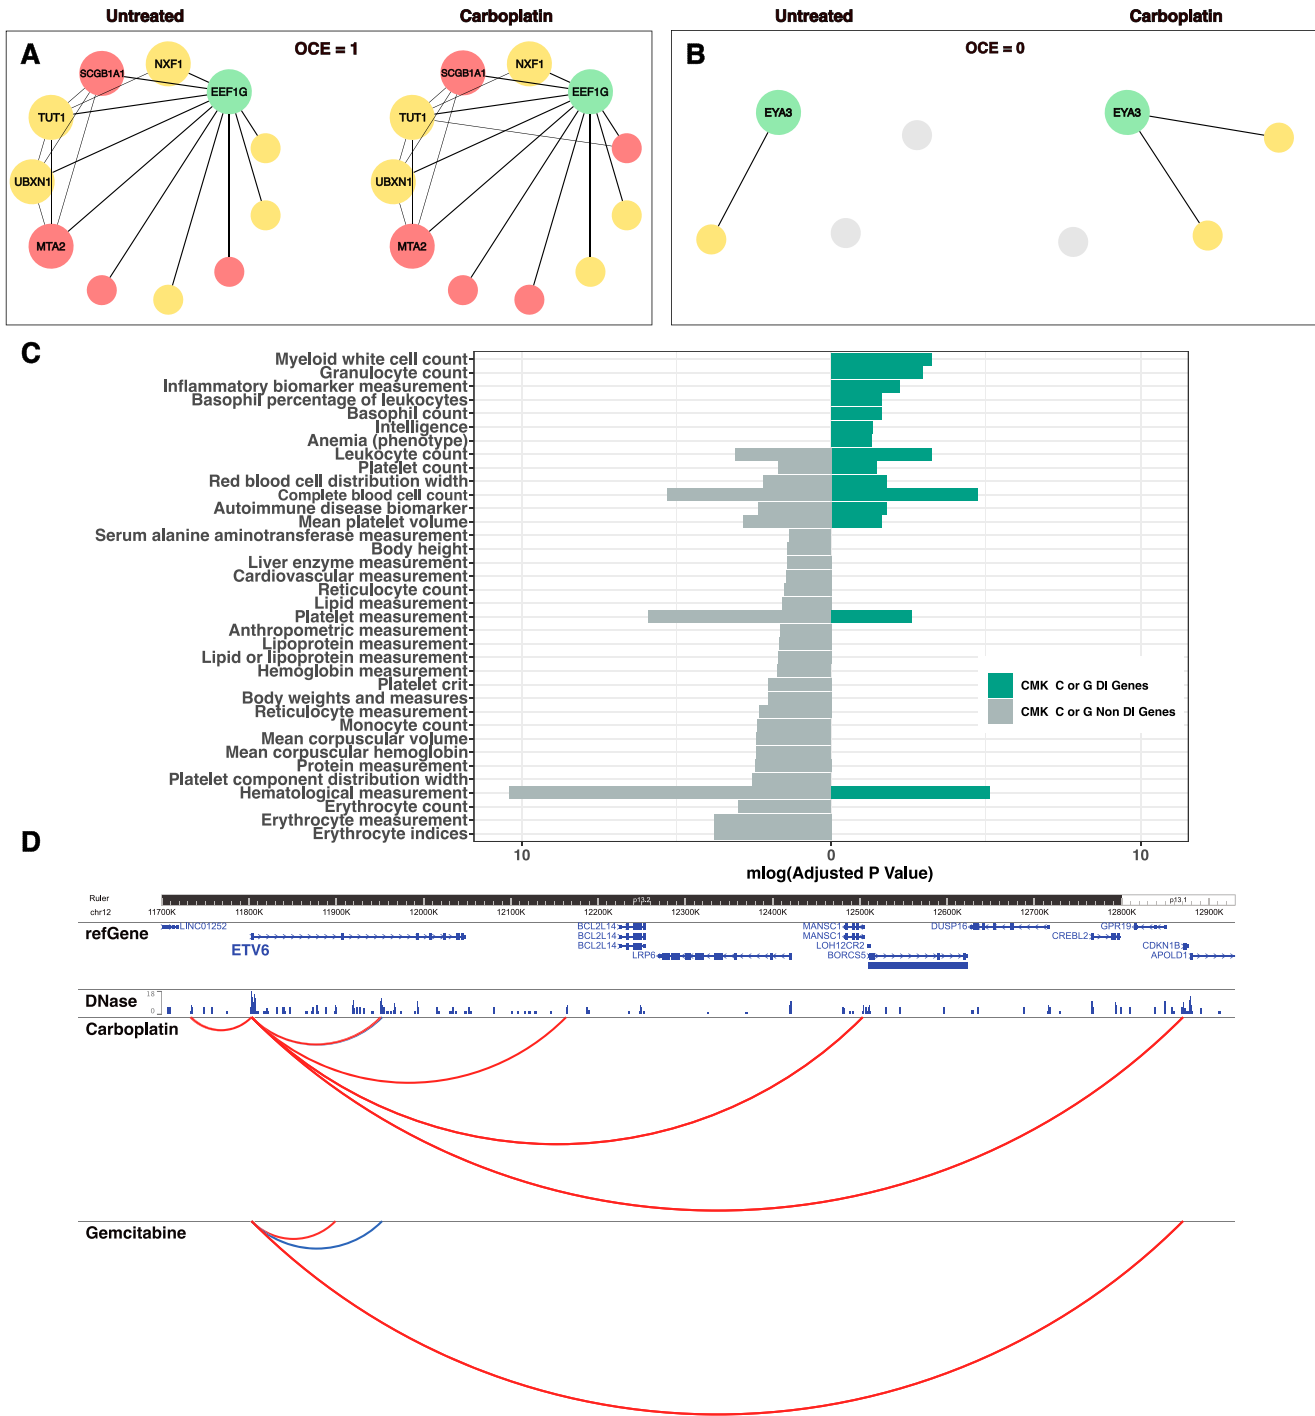 Untreated
Carboplatin
Untreated
Carboplatin
A
OCE = 1
B
OCE = 0
SCGB1A1
NXF1
EEF1G
TUT1
UBXN1
MTA2
SCGB1A1
NXF1
EEF1G
TUT1
UBXN1
MTA2
EYA3
EYA3
C
Myeloid white cell count
Granulocyte count
Inflammatory biomarker measurement
Basophil percentage of leukocytes
Basophil count
Intelligence
Anemia (phenotype)
Leukocyte count
Platelet count
Red blood cell distribution width
Complete blood cell count
Autoimmune disease biomarker
Mean platelet volume
Serum alanine aminotransferase measurement
Body height
Liver enzyme measurement
Cardiovascular measurement
Reticulocyte count
Lipid measurement
Platelet measurement
Anthropometric measurement
Lipoprotein measurement
Lipid or lipoprotein measurement
Hemoglobin measurement
Platelet crit
Body weights and measures
Reticulocyte measurement
Monocyte count
Mean corpuscular volume
Mean corpuscular hemoglobin
Protein measurement
Platelet component distribution width
Hematological measurement
Erythrocyte count
Erythrocyte measurement
Erythrocyte indices
CMK C or G DI Genes
CMK C or G Non DI Genes
10 0 10
mlog(Adjusted P Value)
D
Ruler
p13.2
p13.1
chr12
11700K 11800K 11900K 12000K 12100K 12200K 12300K 12400K 12500K 12600K 12700K 12800K 12900K
refGene
LINC01252
BCL2L14
MANSC1
DUSP16
GPR19
ETV6
BCL2L14
MANSC1
CREBL2
BCL2L14
LOH12CR2
CDKN1B
LRP6
BORCS5
APOLD1
DNase
18
0
Carboplatin
Gemcitabine